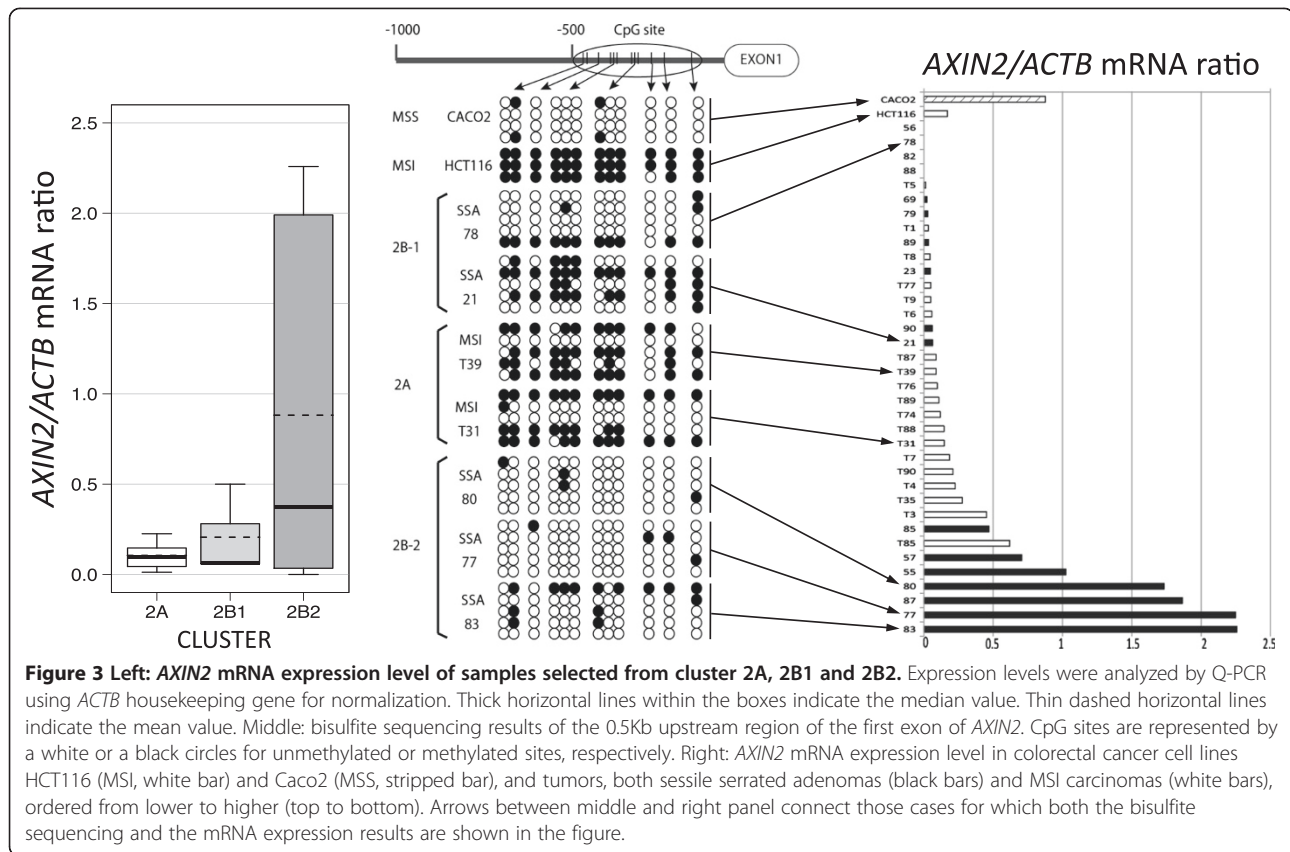 AXIN2/ACTB mRNA ratio
2.5
2.0
1.5
1.0
0.5
0.0
2A 2B1 2B2
CLUSTER
-1000 -500 CpG site
EXON1
MSS CACO2
MSI HCT116
2B-1
SSA
78
SSA
21
2A
MSI
T39
MSI
T31
2B-2
SSA
80
SSA
77
SSA
83
AXIN2/ACTB mRNA ratio
CACO2
HCT116
56
78
82
88
T5
69
79
T1
89
T8
23
T77
T9
T6
90
21
T87
T39
T76
T89
T74
T88
T31
T7
T90
T4
T35
T3
85
T85
57
55
80
87
77
83
0 0.5 1 1.5 2 2.5
Figure 3 Left: AXIN2 mRNA expression level of samples selected from cluster 2A, 2B1 and 2B2. Expression levels were analyzed by Q-PCR
using ACTB housekeeping gene for normalization. Thick horizontal lines within the boxes indicate the median value. Thin dashed horizontal lines
indicate the mean value. Middle: bisulfite sequencing results of the 0.5Kb upstream region of the first exon of AXIN2. CpG sites are represented by
a white or a black circles for unmethylated or methylated sites, respectively. Right: AXIN2 mRNA expression level in colorectal cancer cell lines
HCT116 (MSI, white bar) and Caco2 (MSS, stripped bar), and tumors, both sessile serrated adenomas (black bars) and MSI carcinomas (white bars),
ordered from lower to higher (top to bottom). Arrows between middle and right panel connect those cases for which both the bisulfite
sequencing and the mRNA expression results are shown in the figure.